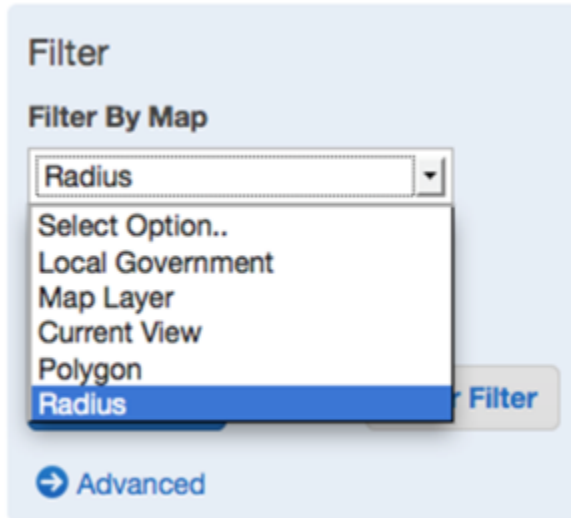 Filter
Filter By Map
Radius
Select Option..
Local Government
Map Layer
Current View
Polygon
Radius
Filter
Advanced